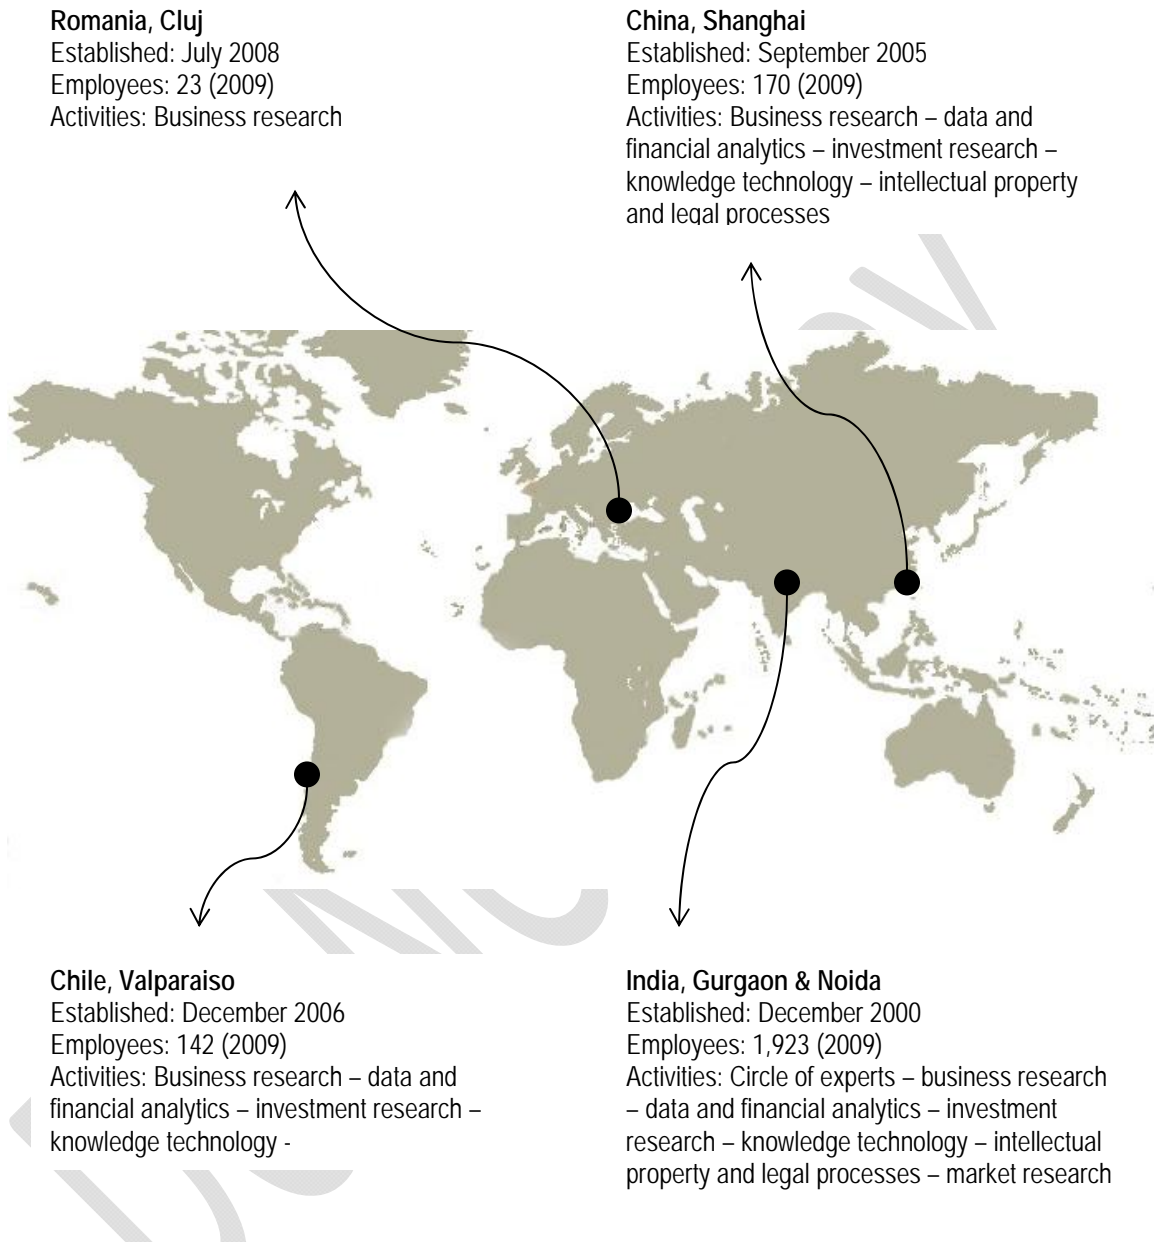 Romania, Cluj
Established: July 2008
Employees: 23 (2009)
Activities: Business research
China, Shanghai
Established: September 2005
Employees: 170 (2009)
Activities: Business research – data and
financial analytics – investment research –
knowledge technology – intellectual property
and legal processes
Chile, Valparaiso
Established: December 2006
Employees: 142 (2009)
Activities: Business research – data and
financial analytics – investment research –
knowledge technology -
India, Gurgaon & Noida
Established: December 2000
Employees: 1,923 (2009)
Activities: Circle of experts – business research
– data and financial analytics – investment
research – knowledge technology – intellectual
property and legal processes – market research